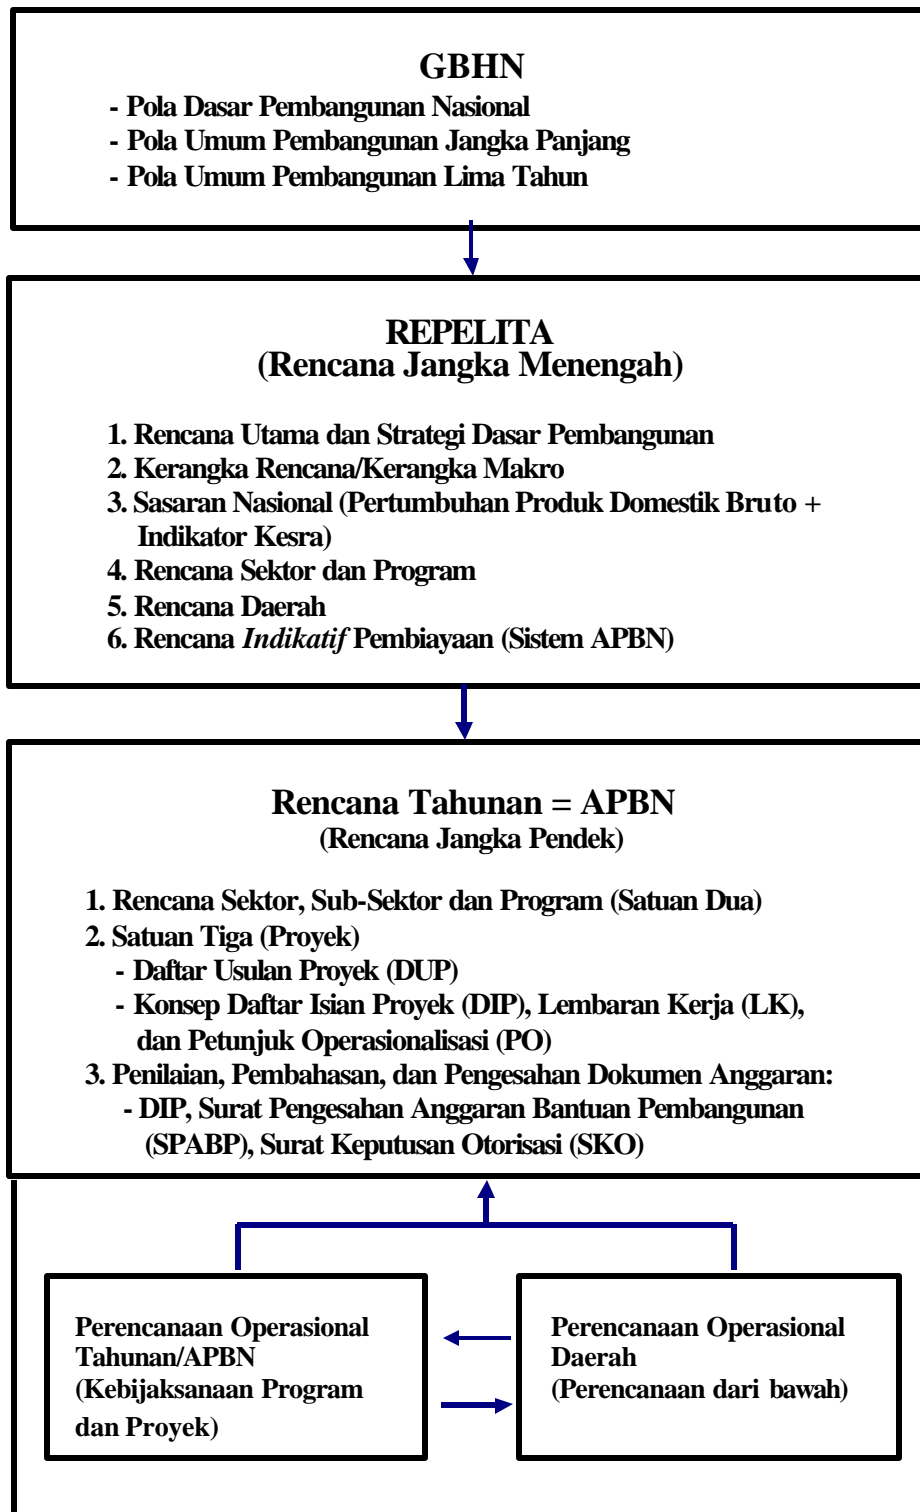 GBHN
- Pola Dasar Pembangunan Nasional
- Pola Umum Pembangunan Jangka Panjang
- Pola Umum Pembangunan Lima Tahun
REPELITA
(Rencana Jangka Menengah)
1. Rencana Utama dan Strategi Dasar Pembangunan
2. Kerangka Rencana/Kerangka Makro
3. Sasaran Nasional (Pertumbuhan Produk Domestik Bruto +
Indikator Kesra)
4. Rencana Sektor dan Program
5. Rencana Daerah
6. Rencana Indikatif Pembiayaan (Sistem APBN)
Rencana Tahunan = APBN
(Rencana Jangka Pendek)
1. Rencana Sektor, Sub-Sektor dan Program (Satuan Dua)
2. Satuan Tiga (Proyek)
- Daftar Usulan Proyek (DUP)
- Konsep Daftar Isian Proyek (DIP), Lembaran Kerja (LK),
dan Petunjuk Operasionalisasi (PO)
3. Penilaian, Pembahasan, dan Pengesahan Dokumen Anggaran:
- DIP, Surat Pengesahan Anggaran Bantuan Pembangunan
(SPABP), Surat Keputusan Otorisasi (SKO)
Perencanaan Operasional
Tahunan/APBN
(Kebijaksanaan Program
dan Proyek)
Perencanaan Operasional
Daerah
(Perencanaan dari bawah)